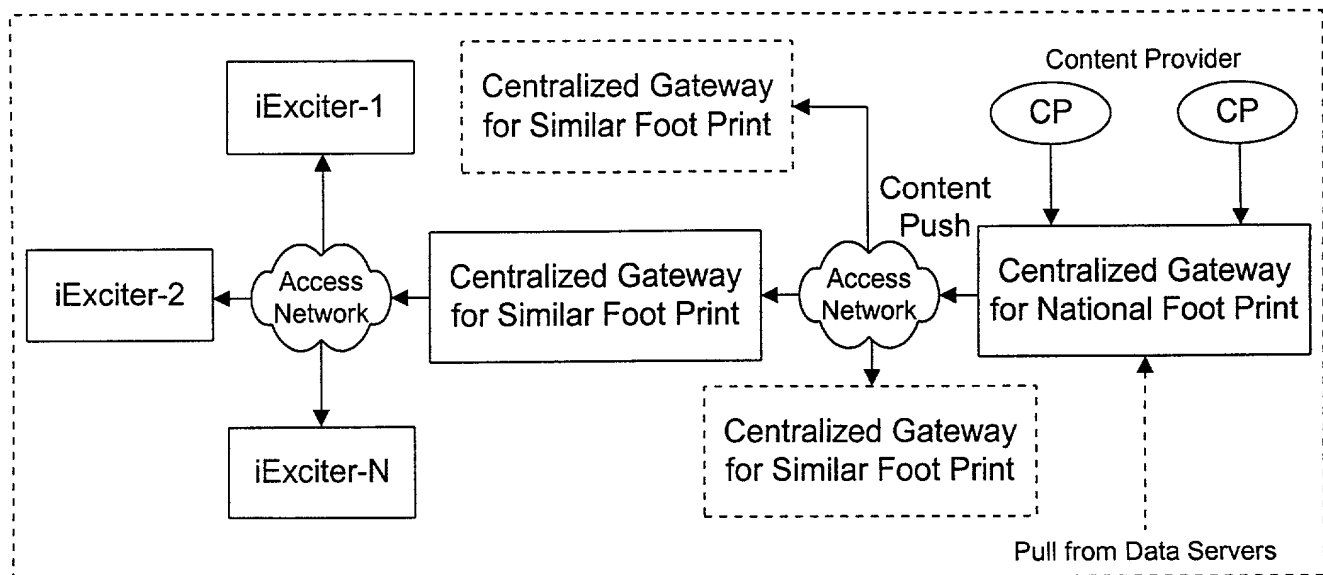 iExciter-1
Centralized Gateway
for Similar Foot Print
Content Provider
CP
CP
Content
Push
iExciter-2
Access
Network
Centralized Gateway
for Similar Foot Print
Access
Network
Centralized Gateway
for National Foot Print
iExciter-N
Centralized Gateway
for Similar Foot Print
Pull from Data Servers